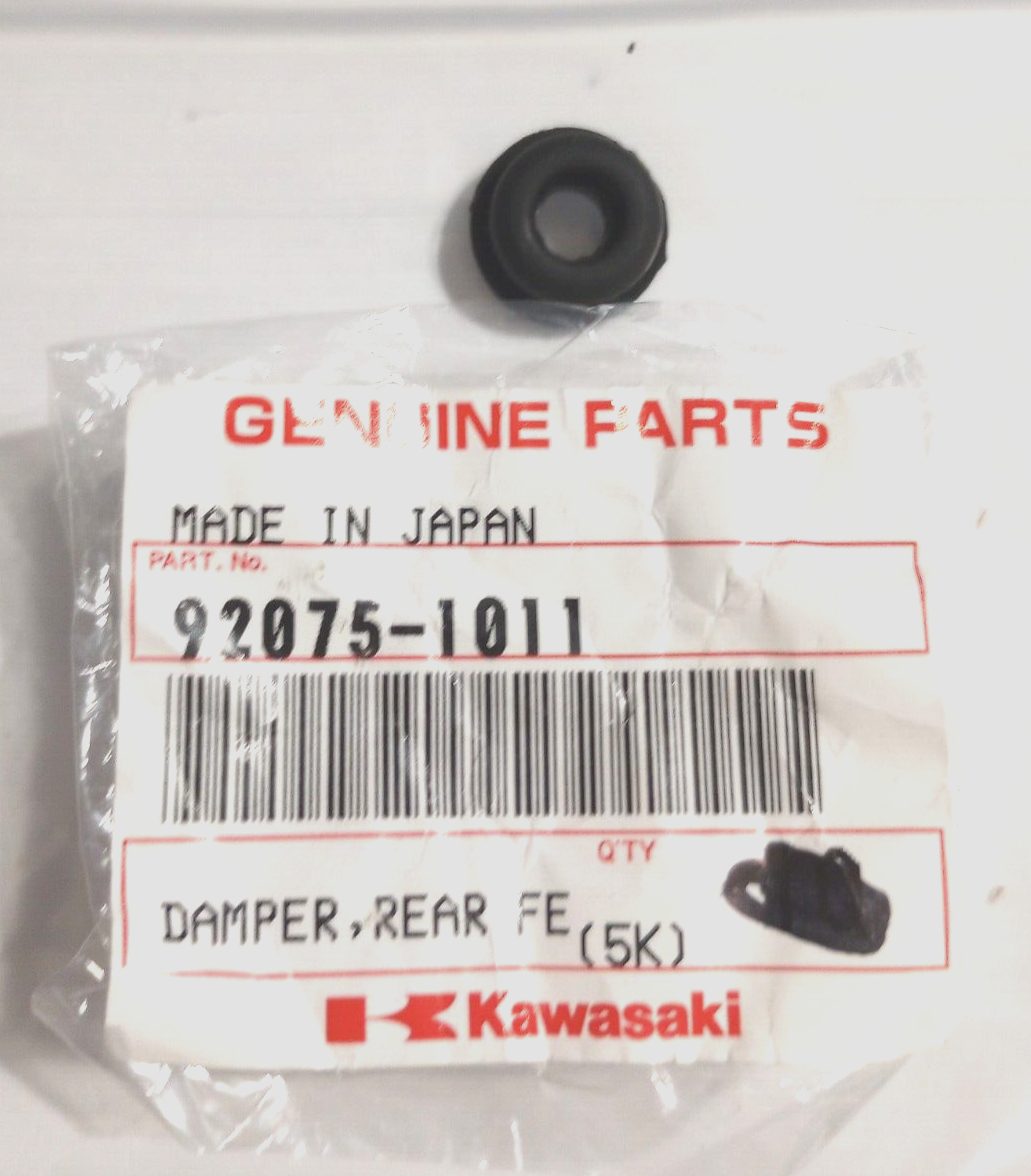 GENUINE PARTS
MADE IN JAPAN
PART. No.
92075-1011
Q'TY
DAMPER,REAR FE(5K)
Kawasaki